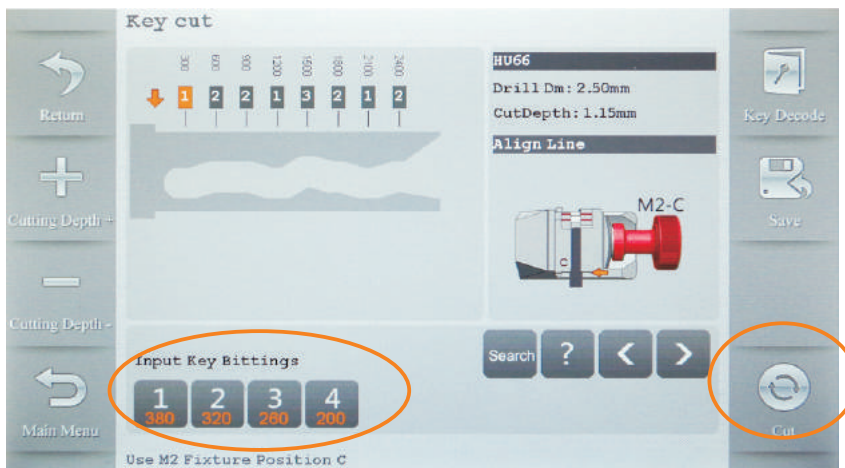 Key cut
Return
Cutting Depth +
Cutting Depth -
Main Menu
300 600 900 1200 1500 1800 2100 2400
1 2 2 1 3 2 1 2
HU66
Drill Dm: 2.50mm
CutDepth: 1.15mm
Align Line
M2-C
C
Input Key Bittings
1 2 3 4
380 320 260 200
Search ? < >
Use M2 Fixture Position C
Key Decode
Save
Cut